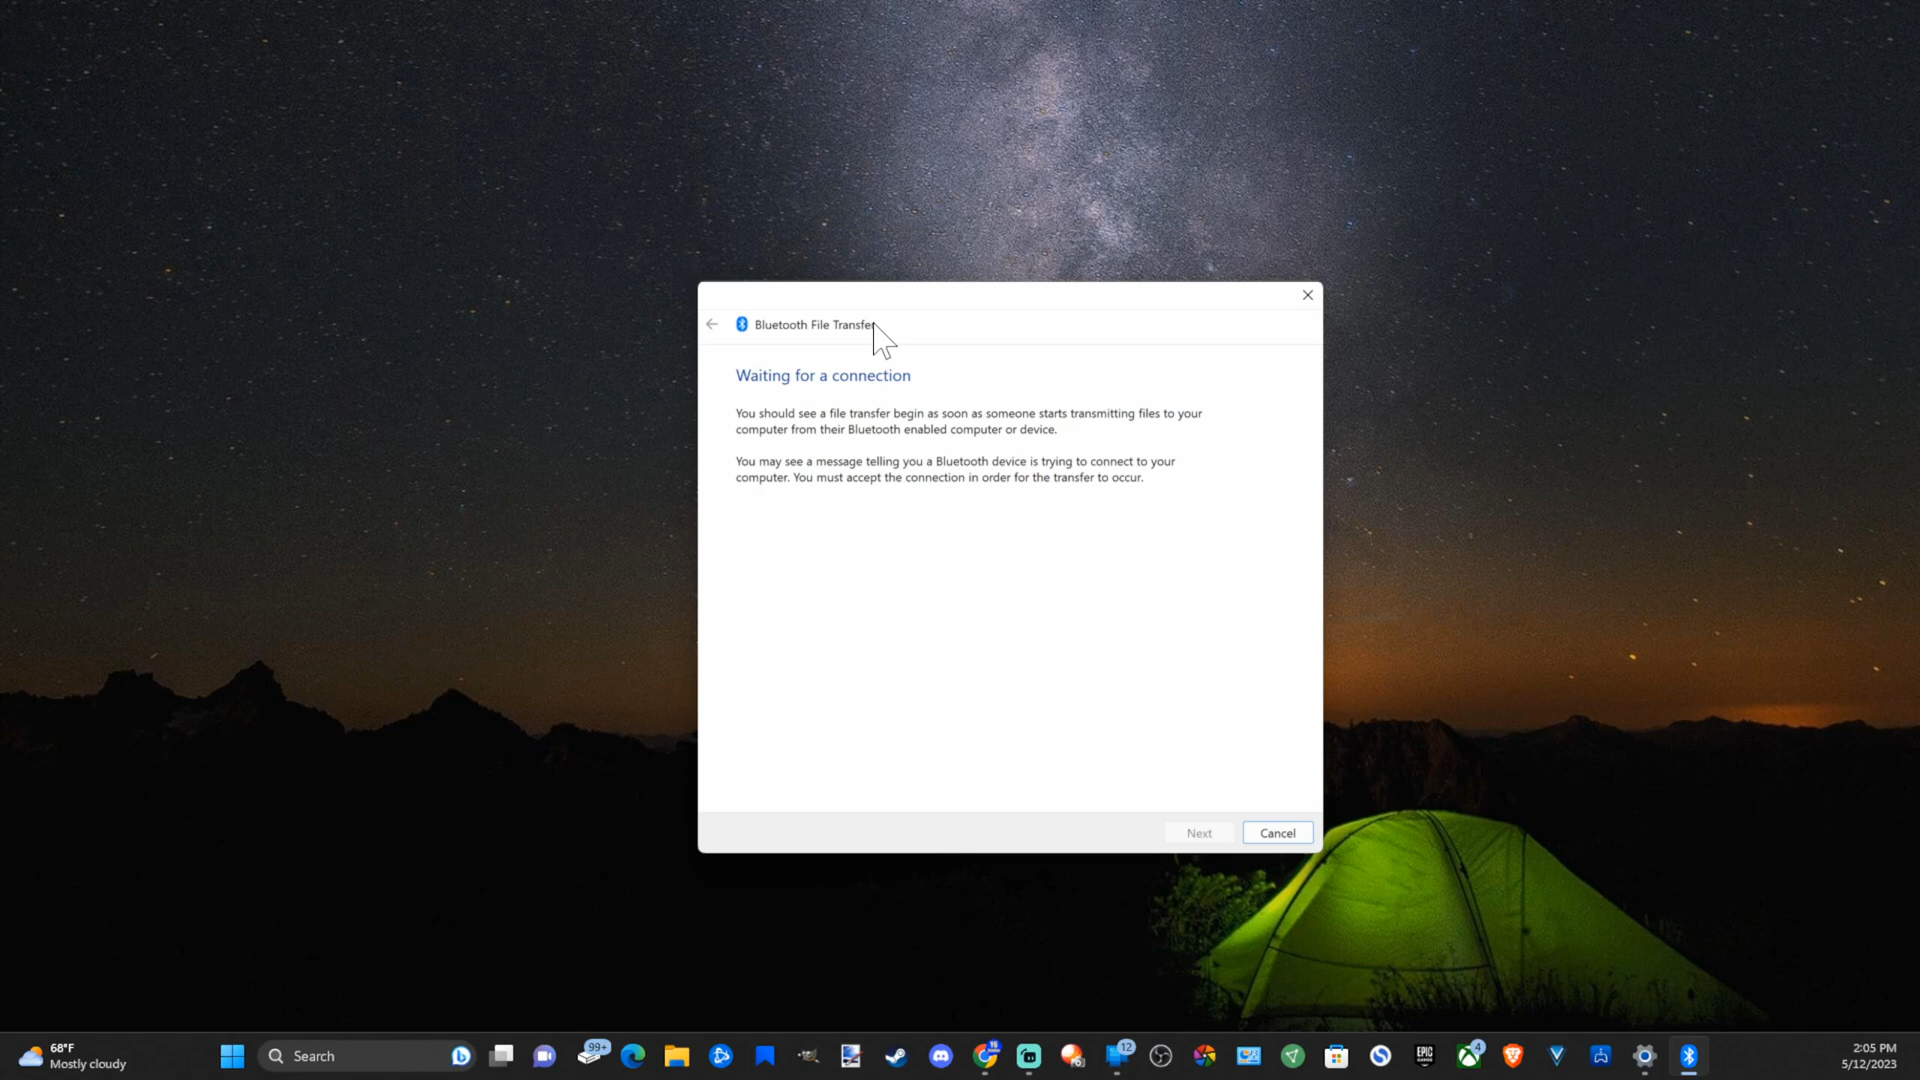 Bluetooth File Transfer
Waiting for a connection
You should see a file transfer begin as soon as someone starts transmitting files to your
computer from their Bluetooth enabled computer or device.
You may see a message telling you a Bluetooth device is trying to connect to your
computer. You must accept the connection in order for the transfer to occur.
Next
Cancel
68°F
Mostly cloudy
Search
99+
12
EPIC
GAMES
4
2:05 PM
5/12/2023